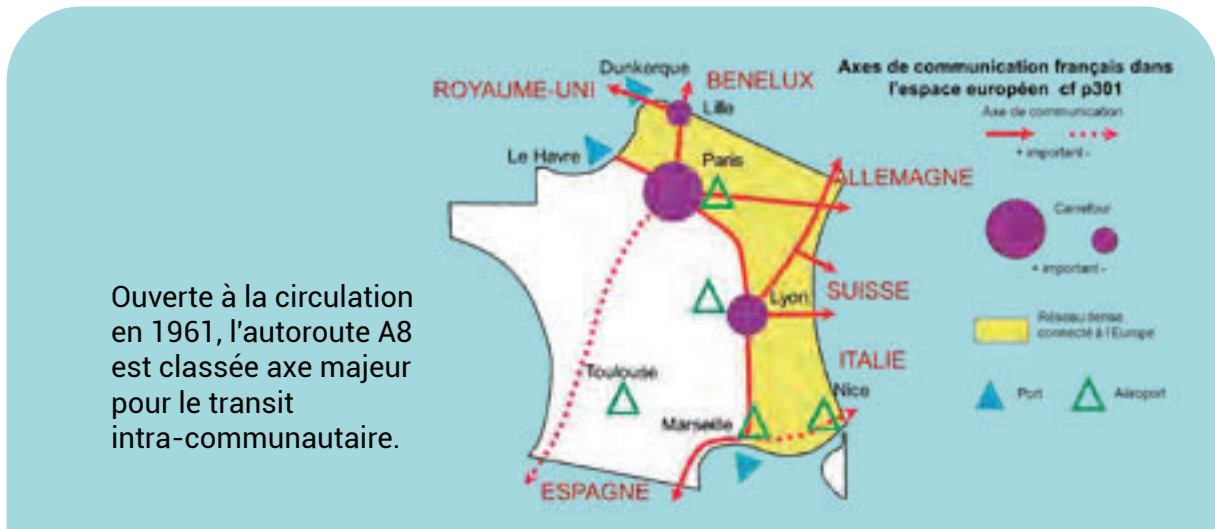 Ouverte à la circulation
en 1961, l'autoroute A8
est classée axe majeur
pour le transit
intra-communautaire.
Axes de communication français dans
l'espace européen cf p301
Axe de communication
+ important -
Carrefour
+ important -
Réseau dense
connecté à l'Europe
Port
Aéroport
Dunkerque
ROYAUME-UNI
BENELUX
Lille
Le Havre
Paris
ALLEMAGNE
Lyon
SUISSE
ITALIE
Toulouse
Nice
Marseille
ESPAGNE